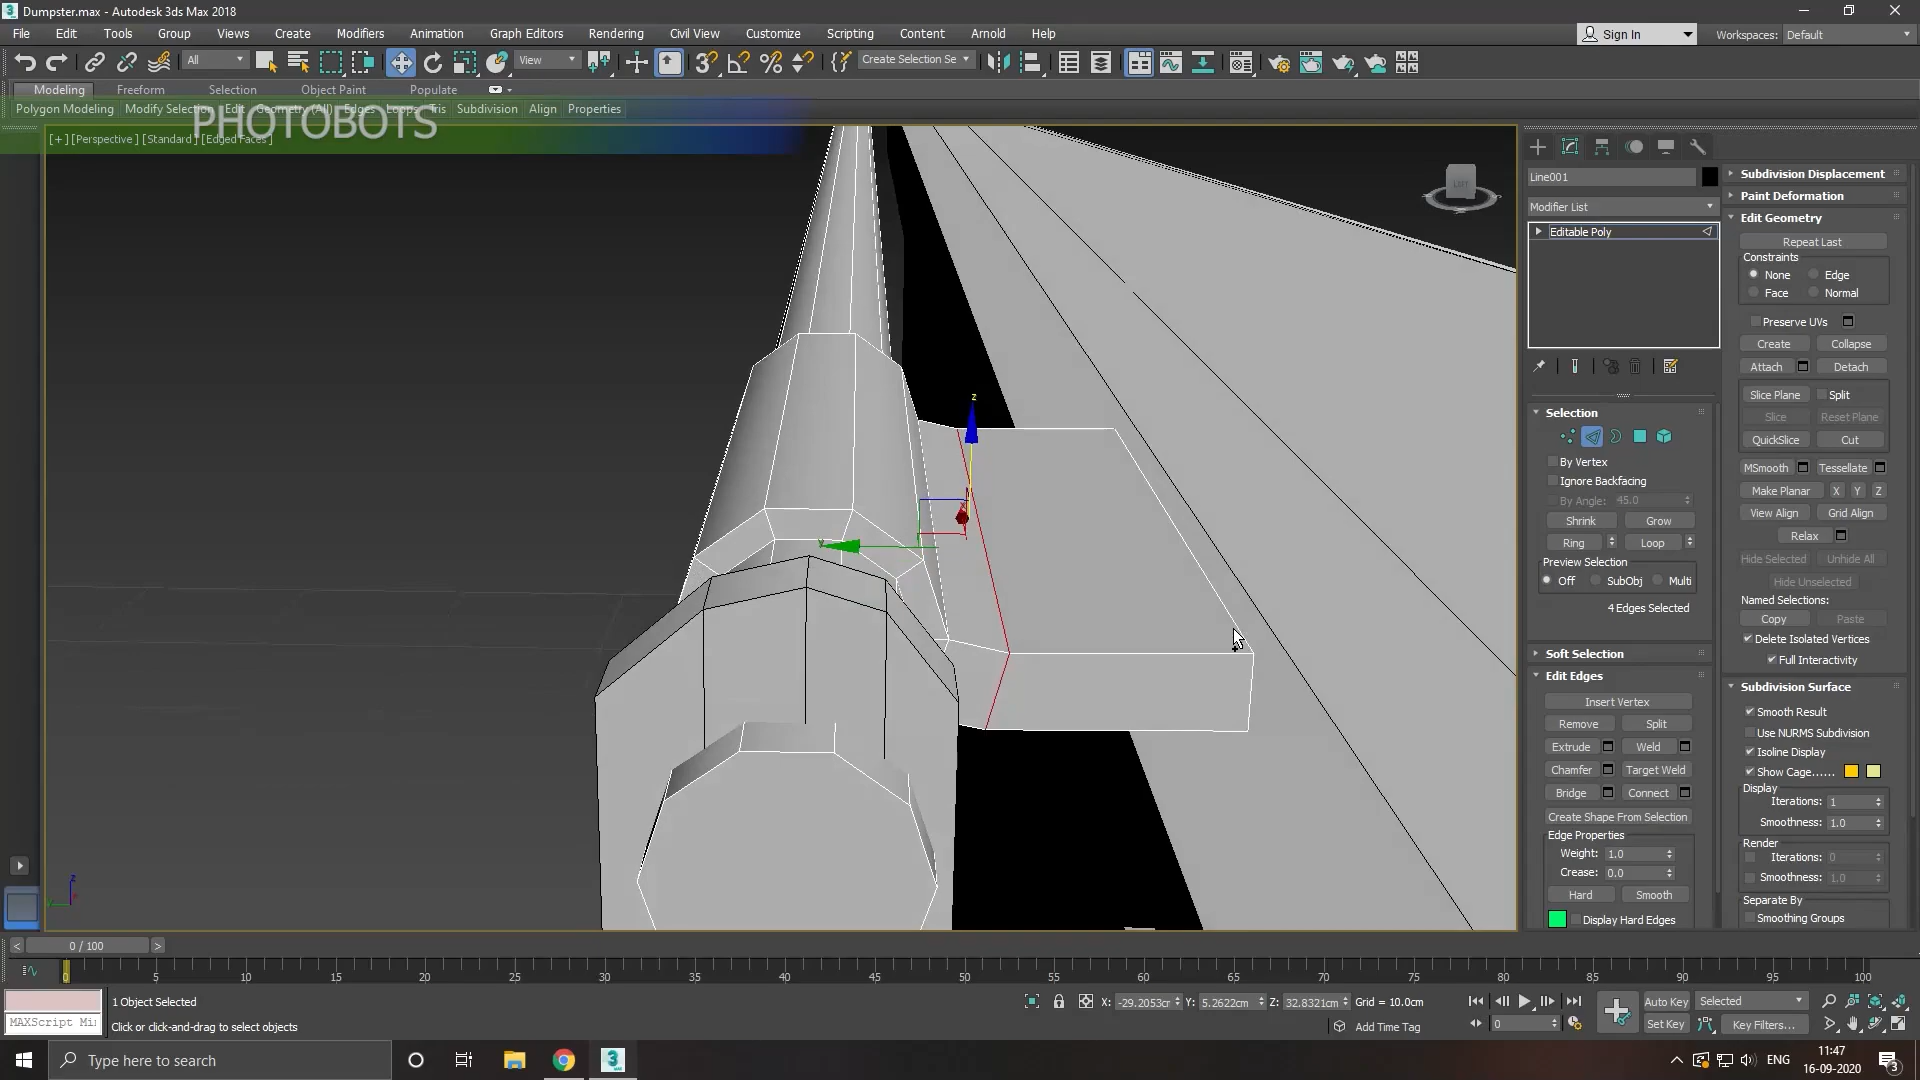 Dumpster.max - Autodesk 3ds Max 2018
File Edit Tools Group Views Create Modifiers Animation Graph Editors Rendering Civil View Customize Scripting Content Arnold Help
Sign In Workspaces: Default
All View Create Selection Se
Modeling Freeform Selection Object Paint Populate
Polygon Modeling Modify Selection Edit Geometry (All) Edges Loops Tris Subdivision Align Properties
PHOTOBOTS
[+] [Perspective] [Standard] [Edged Faces]
z
Line001
Modifier List
Editable Poly
Selection
By Vertex
Ignore Backfacing
By Angle: 45.0
Shrink Grow
Ring Loop
Preview Selection
Off SubObj Multi
4 Edges Selected
Soft Selection
Edit Edges
Insert Vertex
Remove Split
Extrude Weld
Chamfer Target Weld
Bridge Connect
Create Shape From Selection
Edge Properties
Weight: 1.0
Crease: 0.0
Hard Smooth
Display Hard Edges
Subdivision Displacement
Paint Deformation
Edit Geometry
Repeat Last
Constraints
None Edge
Face Normal
Preserve UVs
Create Collapse
Attach Detach
Slice Plane Split
Slice Reset Plane
QuickSlice Cut
MSmooth Tessellate
Make Planar X Y Z
View Align Grid Align
Relax
Hide Selected Unhide All
Hide Unselected
Named Selections:
Copy Paste
Delete Isolated Vertices
Full Interactivity
Subdivision Surface
Smooth Result
Use NURMS Subdivision
Isoline Display
Show Cage......
Display
Iterations: 1
Smoothness: 1.0
Render
Iterations: 0
Smoothness: 1.0
Separate By
Smoothing Groups
< 0 / 100 >
0 5 10 15 20 25 30 35 40 45 50 55 60 65 70 75 80 85 90 95 100
1 Object Selected
X: -29.2053cm Y: 5.2622cm Z: 32.8321cm Grid = 10.0cm
Auto Key Selected
MAXScript Mi
Click or click-and-drag to select objects
Add Time Tag
0
Set Key Key Filters...
Type here to search
ENG
11:47
16-09-2020
3